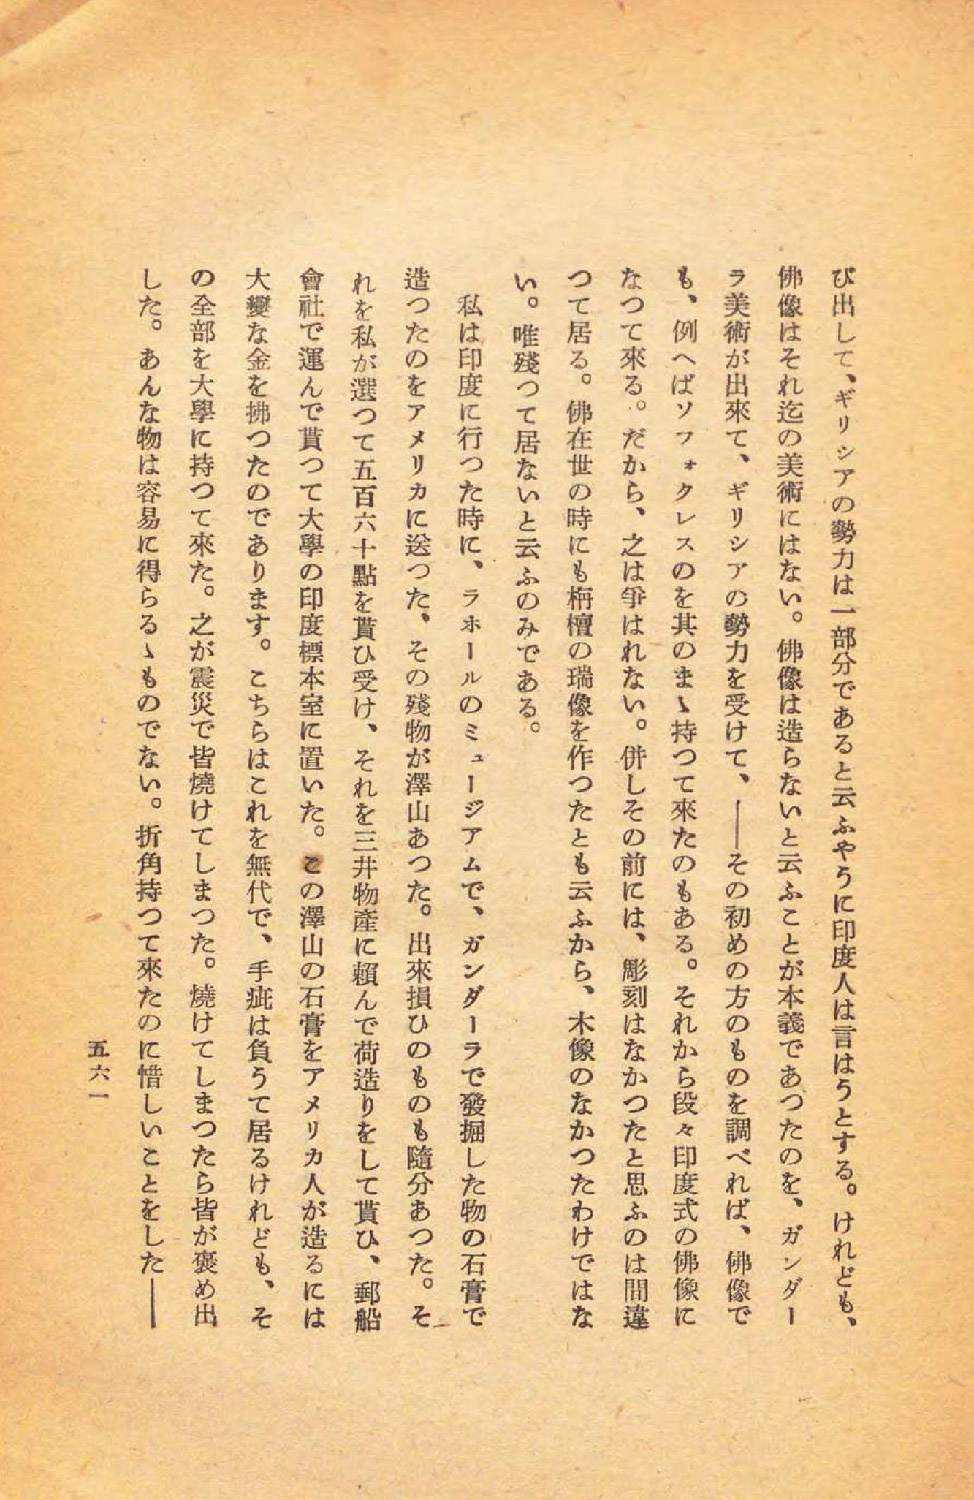 び出して、ギリシアの勢力は一部分であると云ふやうに印度人は言はうとする。けれども、
佛像はそれ迄の美術にはない。佛像は造らないと云ふことが本義であつたのを、ガンダー
ラ美術が出來て、ギリシアの勢力を受けて、――その初めの方のものを調べれば、佛像で
も、例へばソフォクレスのを其のまゝ持つて來たのもある。それから段々印度式の佛像に
なつて來る。だから、之は爭はれない。併しその前には、彫刻はなかつたと思ふのは間違
つて居る。佛在世の時にも栴檀の瑞像を作つたとも云ふから、木像のなかつたわけではな
い。唯殘つて居ないと云ふのみである。
私は印度に行つた時に、ラホールのミュージアムで、ガンダーラで發掘した物の石膏で
造つたのをアメリカに送つた、その殘物が澤山あつた。出來損ひのものも隨分あつた。そ
れを私が選つて五百六十點を貰ひ受け、それを三井物產に賴んで荷造りをして貰ひ、郵船
會社で運んで貰つて大學の印度標本室に置いた。この澤山の石膏をアメリカ人が造るには
大變な金を拂つたのであります。こちらはこれを無代で、手疵は負うて居るけれども、そ
の全部を大學に持つて來た。之が震災で皆燒けてしまつた。燒けてしまつたら皆が褒め出
した。あんな物は容易に得らるゝものでない。折角持つて來たのに惜しいことをした――
五六一